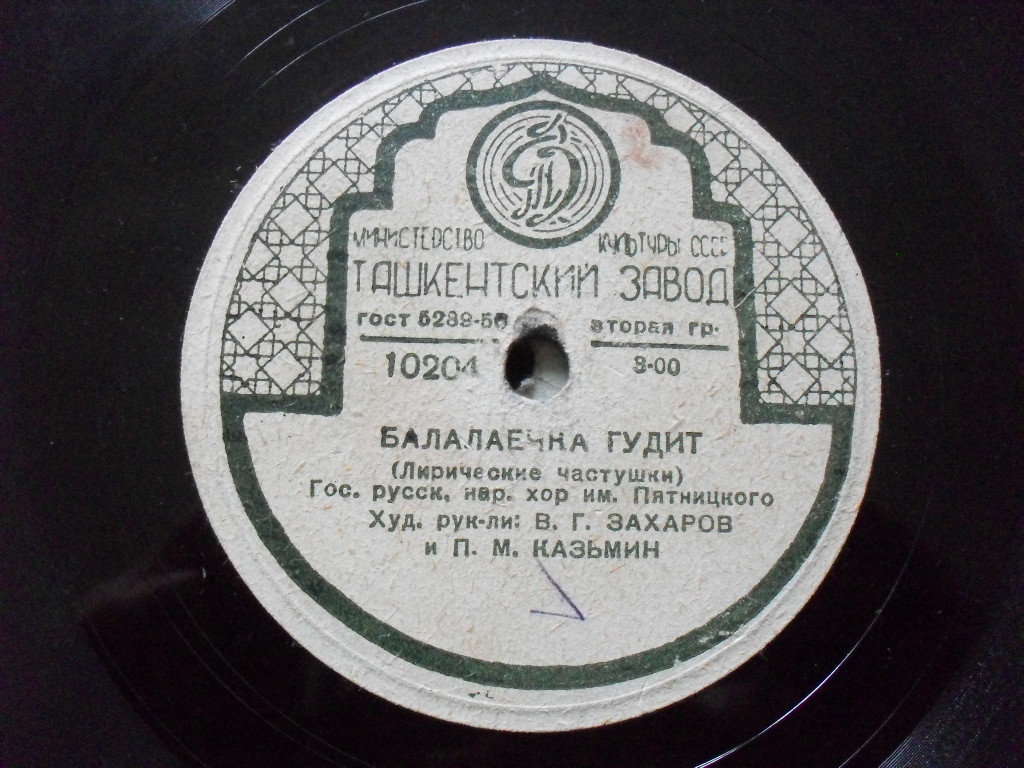 МИНИСТЕРСТВО КУЛЬТУРЫ СССР
ТАШКЕНТСКИЙ ЗАВОД
ГОСТ 5289-56 вторая гр.
10204 3-00
БАЛАЛАЕЧКА ГУДИТ
(Лирические частушки)
Гос. русск. нар. хор им. Пятницкого
Худ. рук-ли: В. Г. ЗАХАРОВ
и П. М. КАЗЬМИН